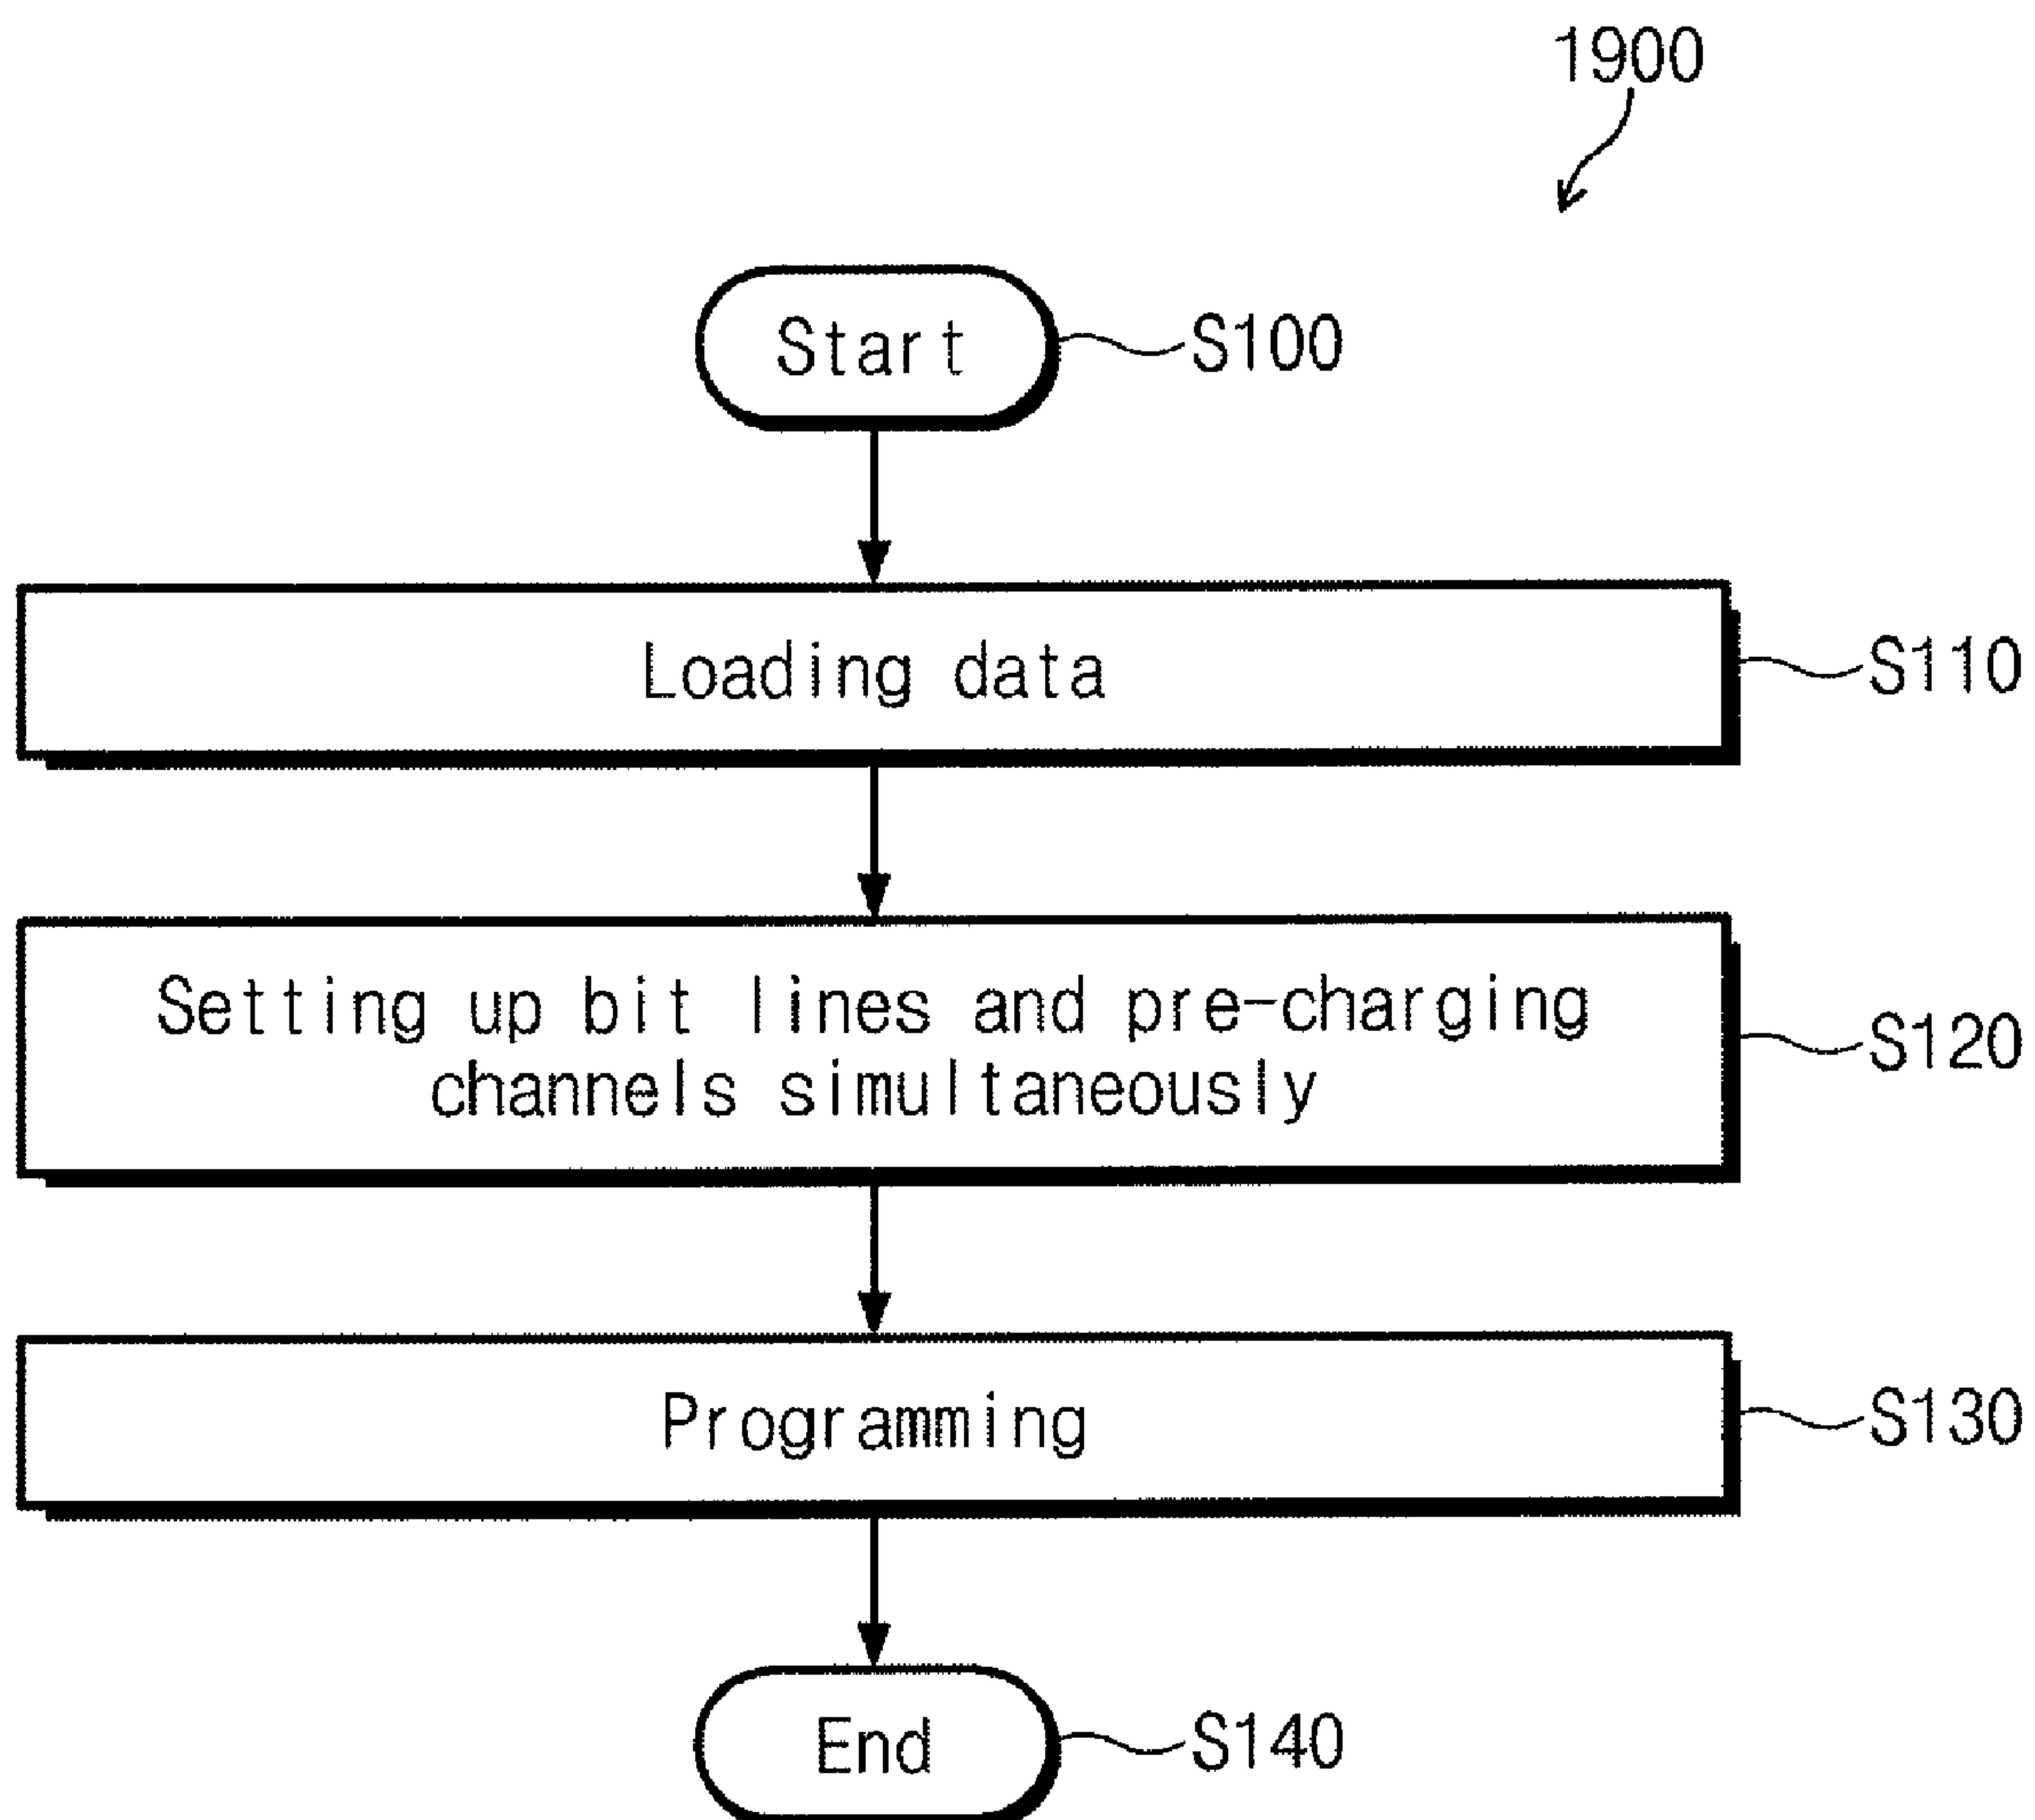 1900
Start
S100
Loading data
S110
Setting up bit lines and pre-charging
channels simultaneously
S120
Programming
S130
End
S140